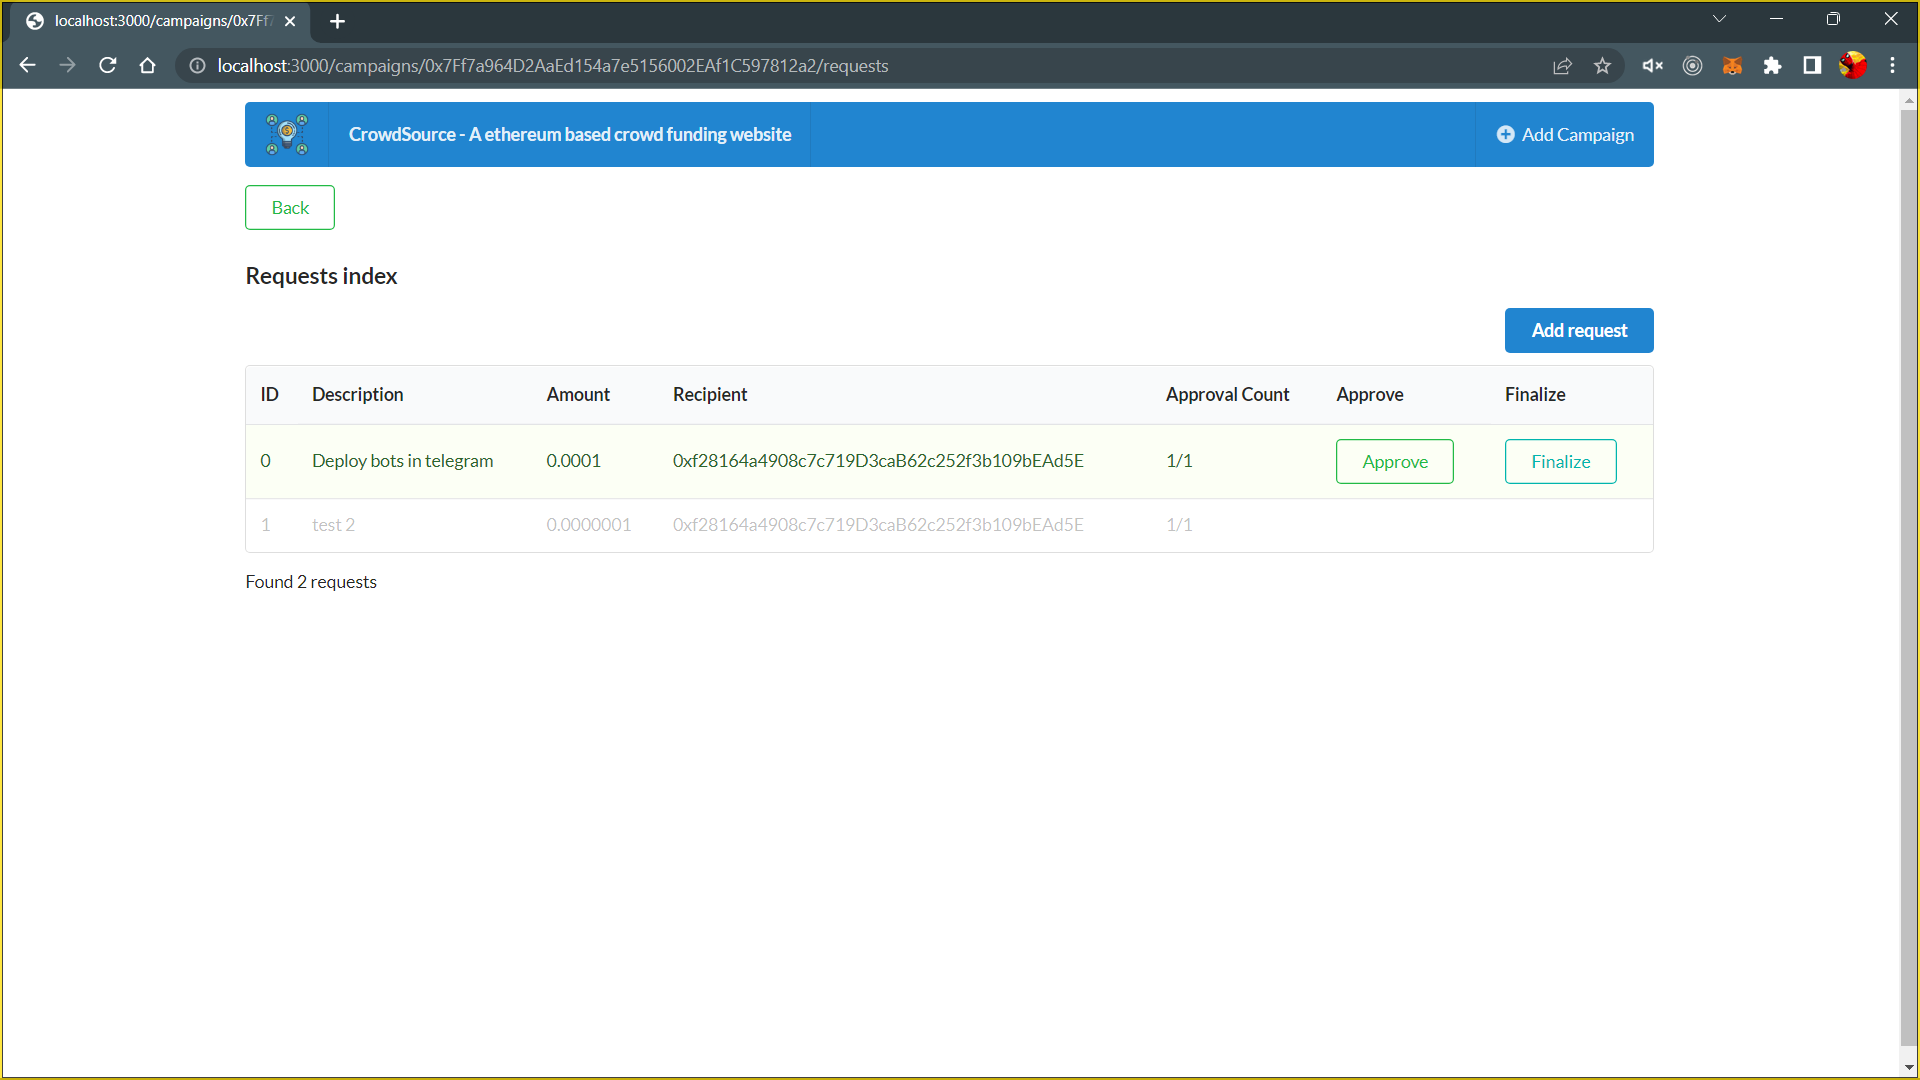 localhost:3000/campaigns/0x7Ff7
localhost:3000/campaigns/0x7Ff7a964D2AaEd154a7e5156002EAf1C597812a2/requests
CrowdSource - A ethereum based crowd funding website
Add Campaign
Back
Requests index
Add request
ID Description Amount Recipient Approval Count Approve Finalize
0 Deploy bots in telegram 0.0001 0xf28164a4908c7c719D3caB62c252f3b109bEAd5E 1/1 Approve Finalize
1 test 2 0.0000001 0xf28164a4908c7c719D3caB62c252f3b109bEAd5E 1/1
Found 2 requests